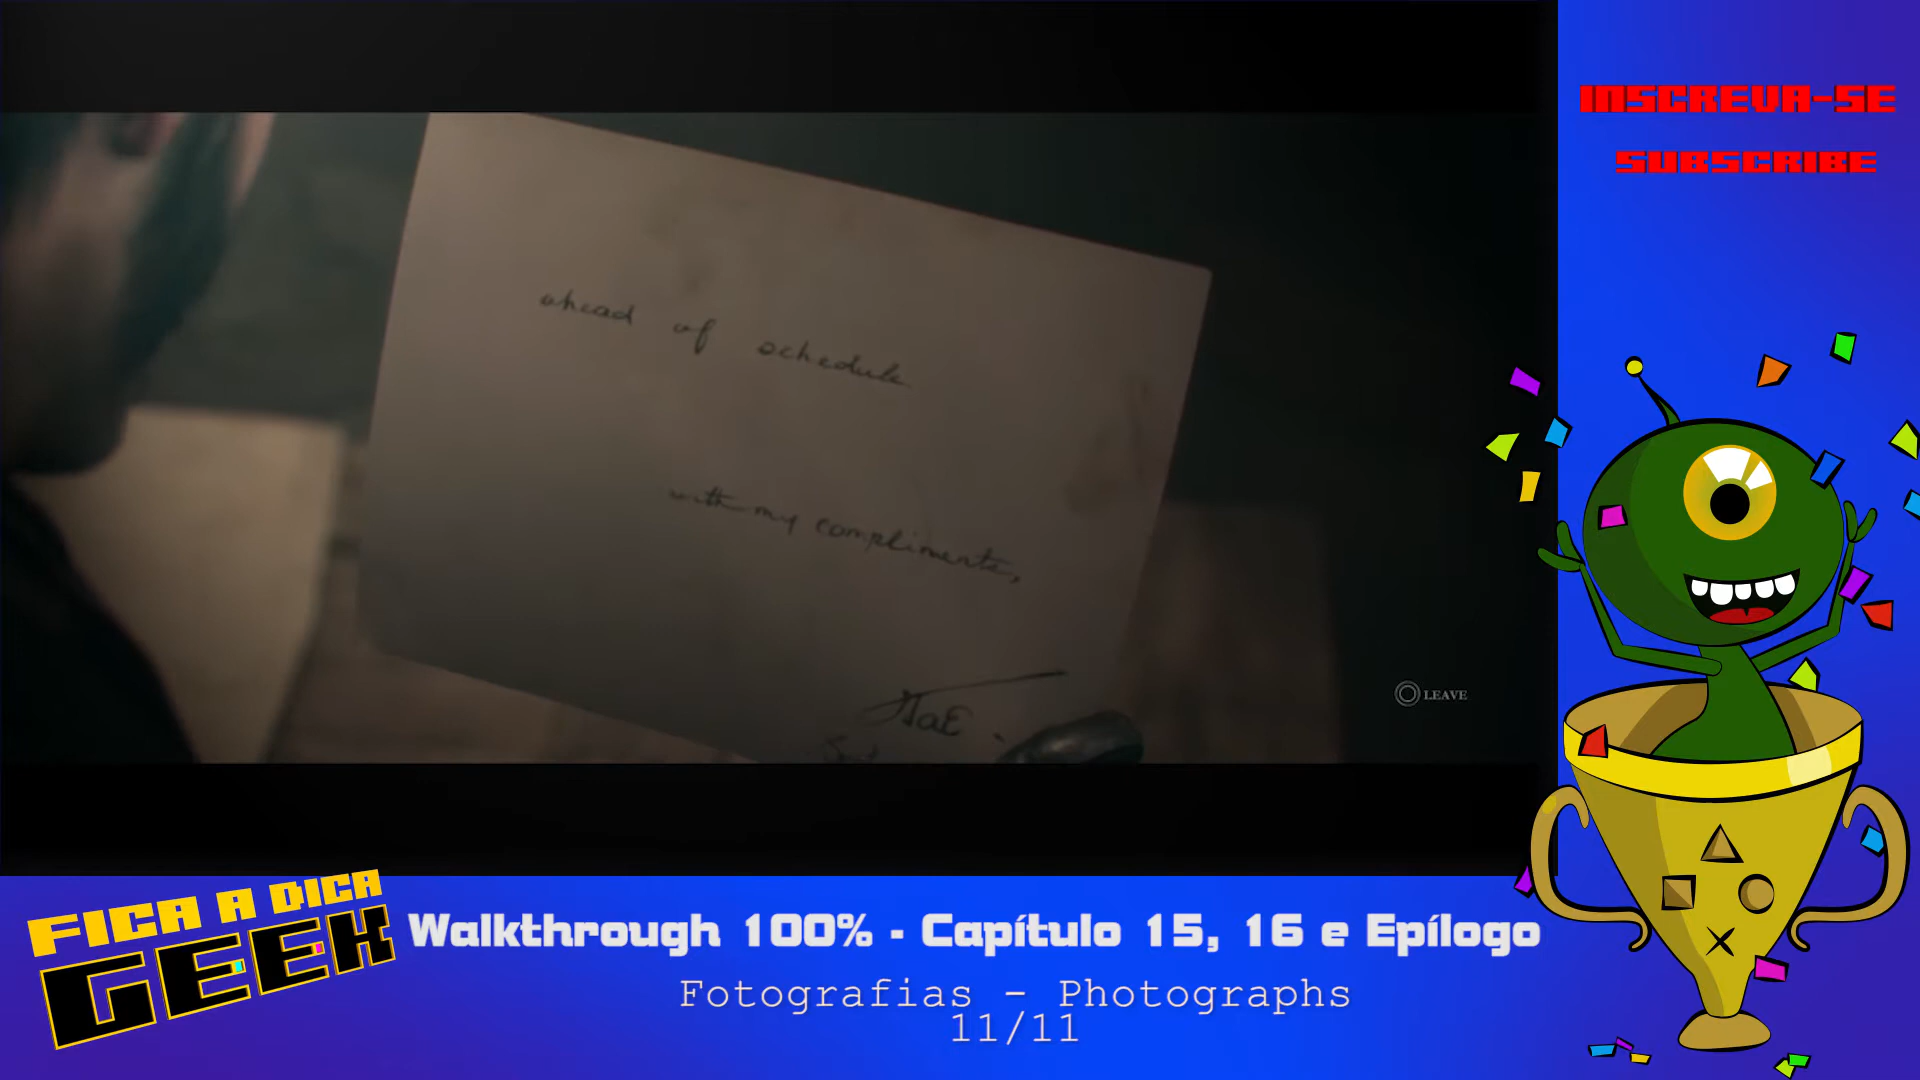 INSCREVA-SE
SUBSCRIBE
ahead of schedule
with my compliments,
LEAVE
FICA A DICA
GEEK
Walkthrough 100% - Capítulo 15, 16 e Epílogo
Fotografias - Photographs
11/11